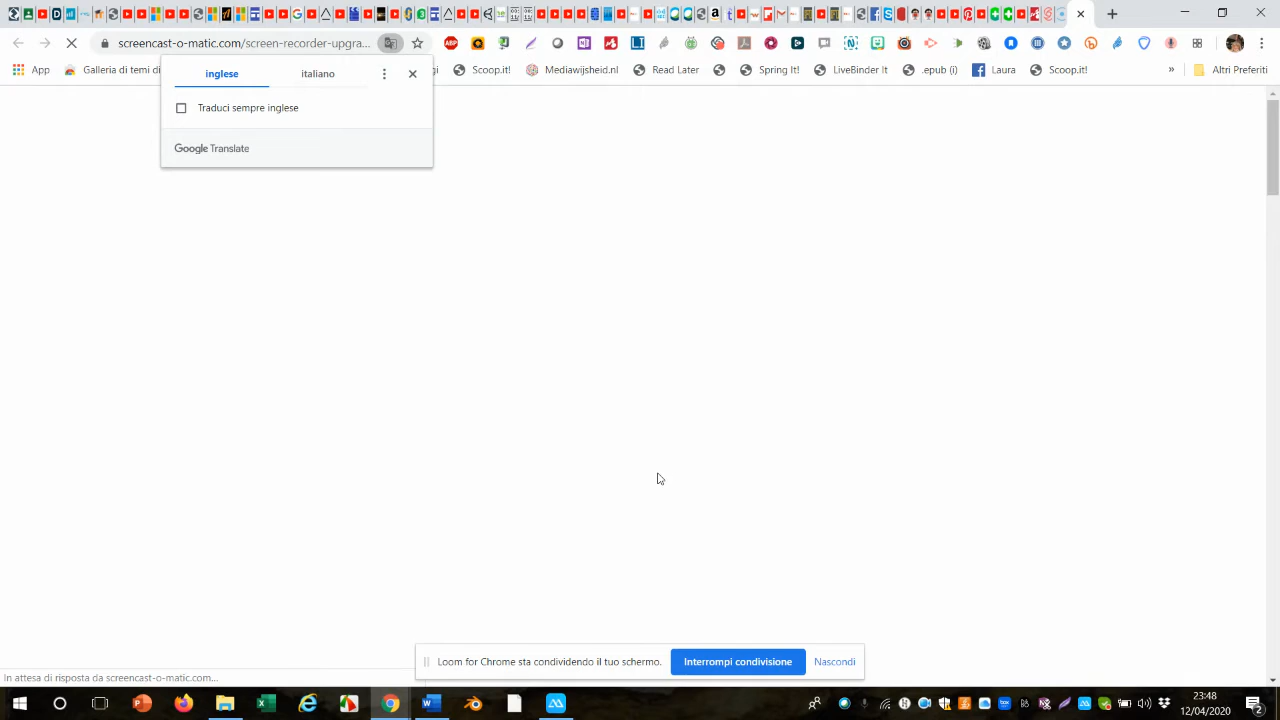 screencast-o-matic.com/screen-recorder-upgra...
App
Galleria di temi di
Scoop.it!
Mediawijsheid.nl
Read Later
Spring It!
LiveBinder It
.epub (i)
Laura
Scoop.it!
»
Altri Preferiti
inglese
italiano
Traduci sempre inglese
Google Translate
Loom for Chrome sta condividendo il tuo schermo.
Interrompi condivisione
Nascondi
In attesa di risposta da screencast-o-matic.com...
23:48
12/04/2020
2